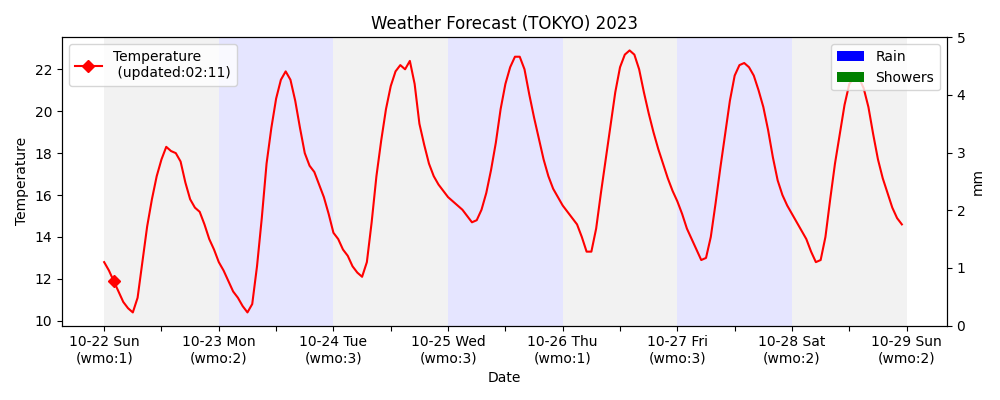 Weather Forecast (TOKYO) 2023
Temperature
(updated:02:11)
Rain
Showers
Temperature
22
20
18
16
14
12
10
5
4
3
2
1
0
mm
10-22 Sun
(wmo:1)
10-23 Mon
(wmo:2)
10-24 Tue
(wmo:3)
10-25 Wed
(wmo:3)
10-26 Thu
(wmo:1)
10-27 Fri
(wmo:3)
10-28 Sat
(wmo:2)
10-29 Sun
(wmo:2)
Date